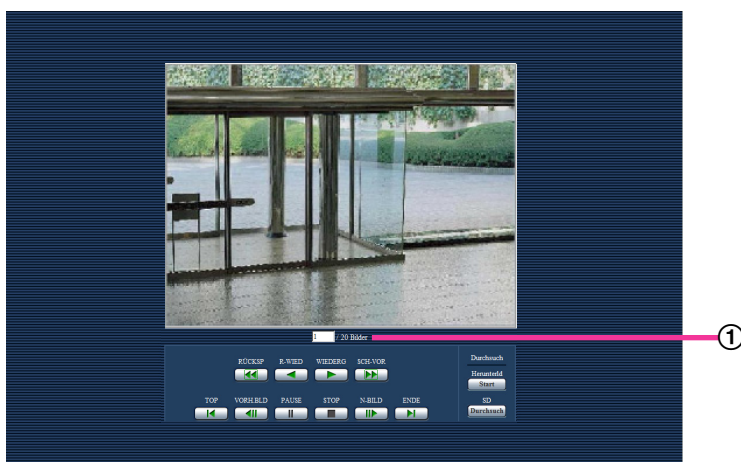 1 / 20 Bilder
①
RÜCKSP R-WIED WIEDERG SCH-VOR
Durchsuch
Herunterld
Start
TOP VORH.BLD PAUSE STOP N-BILD ENDE
SD
Durchsuch